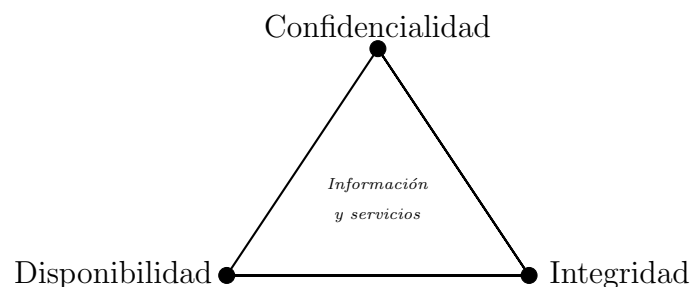 Confidencialidad
Información
y servicios
Disponibilidad
Integridad